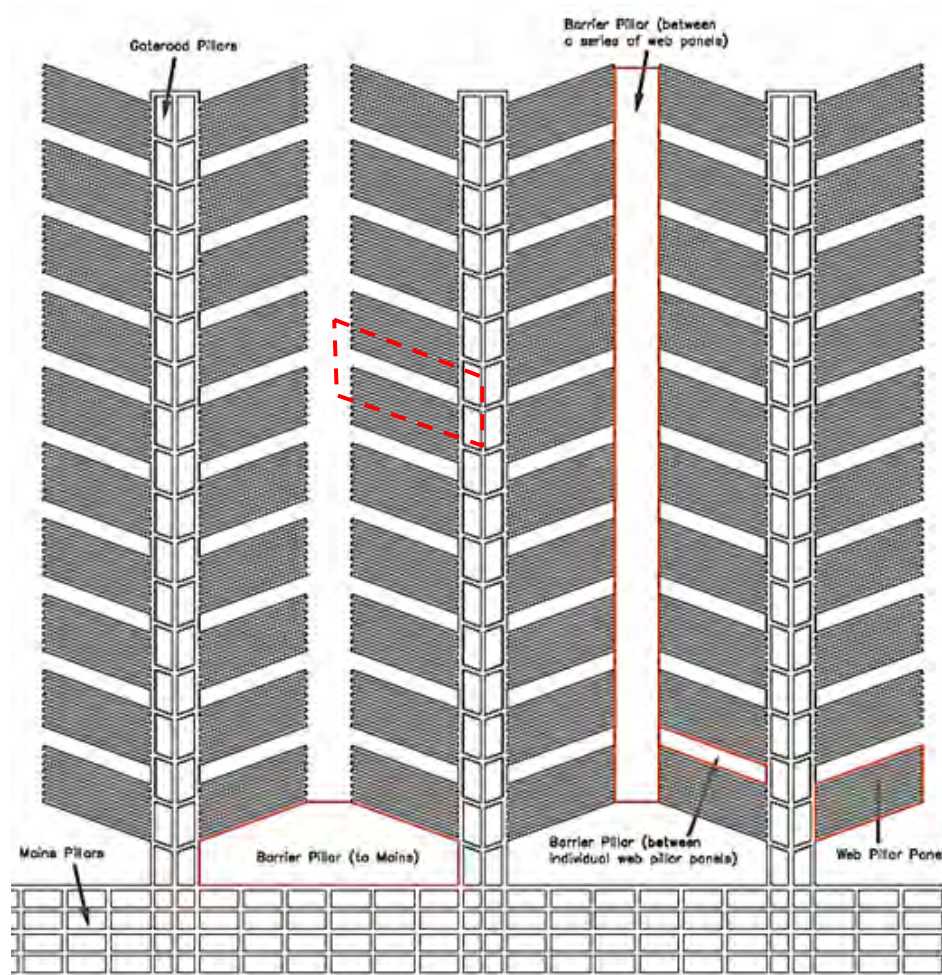 Barrier Pillar (between
a series of web panels)
Gateroad Pillars
Mains Pillars
Barrier Pillar (to Mains)
Barrier Pillar (between
individual web pillar panels)
Web Pillar Pane